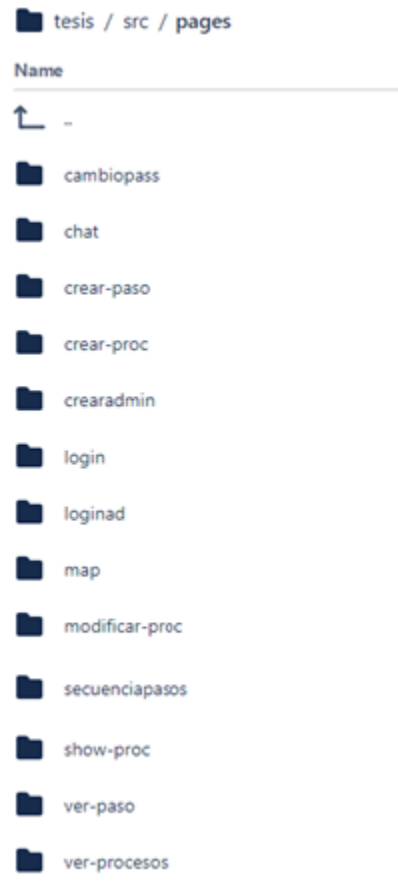 tesis / src / pages
Name
..
cambiopass
chat
crear-paso
crear-proc
crearadmin
login
loginad
map
modificar-proc
secuenciapasos
show-proc
ver-paso
ver-procesos